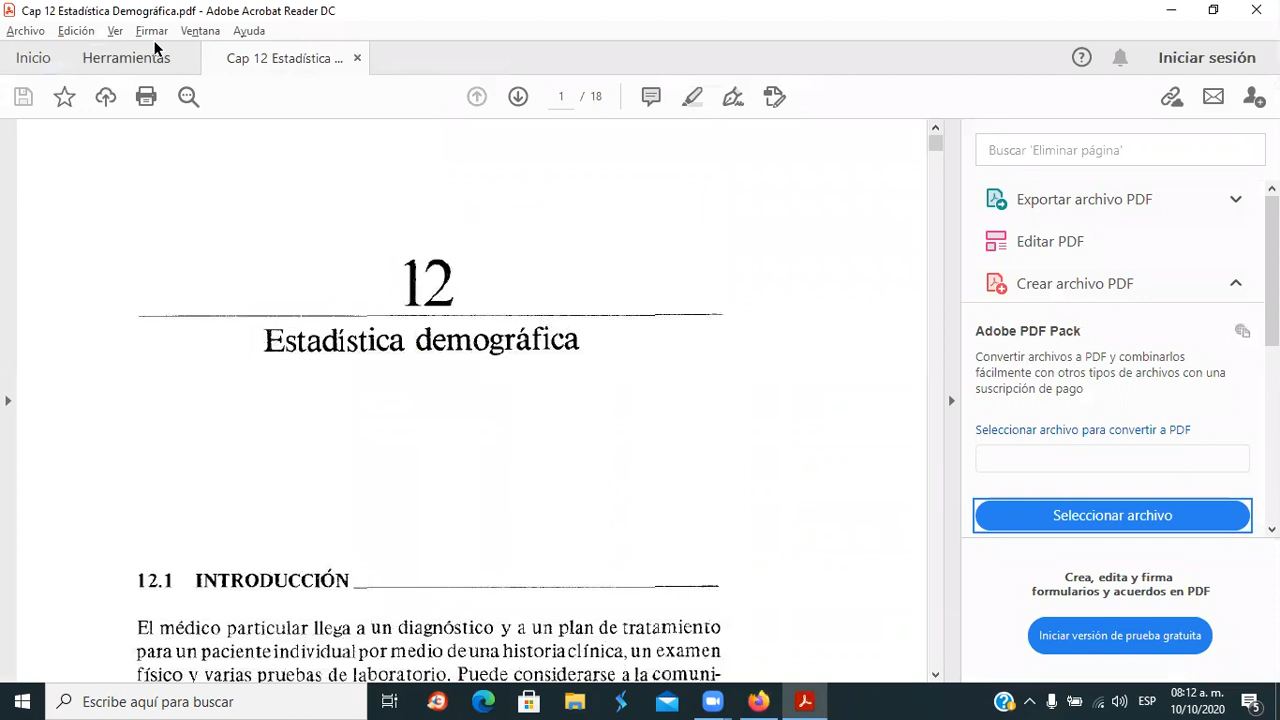 Cap 12 Estadística Demográfica.pdf - Adobe Acrobat Reader DC
Archivo Edición Ver Firmar Ventana Ayuda
Inicio Herramientas Cap 12 Estadística ... Iniciar sesión
1 / 18
Buscar 'Eliminar página'
Exportar archivo PDF
Editar PDF
Crear archivo PDF
Adobe PDF Pack
Convertir archivos a PDF y combinarlos
fácilmente con otros tipos de archivos con una
suscripción de pago
Seleccionar archivo para convertir a PDF
Seleccionar archivo
Crea, edita y firma
formularios y acuerdos en PDF
Iniciar versión de prueba gratuita
12
Estadística demográfica
12.1 INTRODUCCIÓN
El médico particular llega a un diagnóstico y a un plan de tratamiento
para un paciente individual por medio de una historia clínica, un examen
físico y varias pruebas de laboratorio. Puede considerarse a la comuni-
Escribe aquí para buscar
ESP
08:12 a. m.
10/10/2020
5